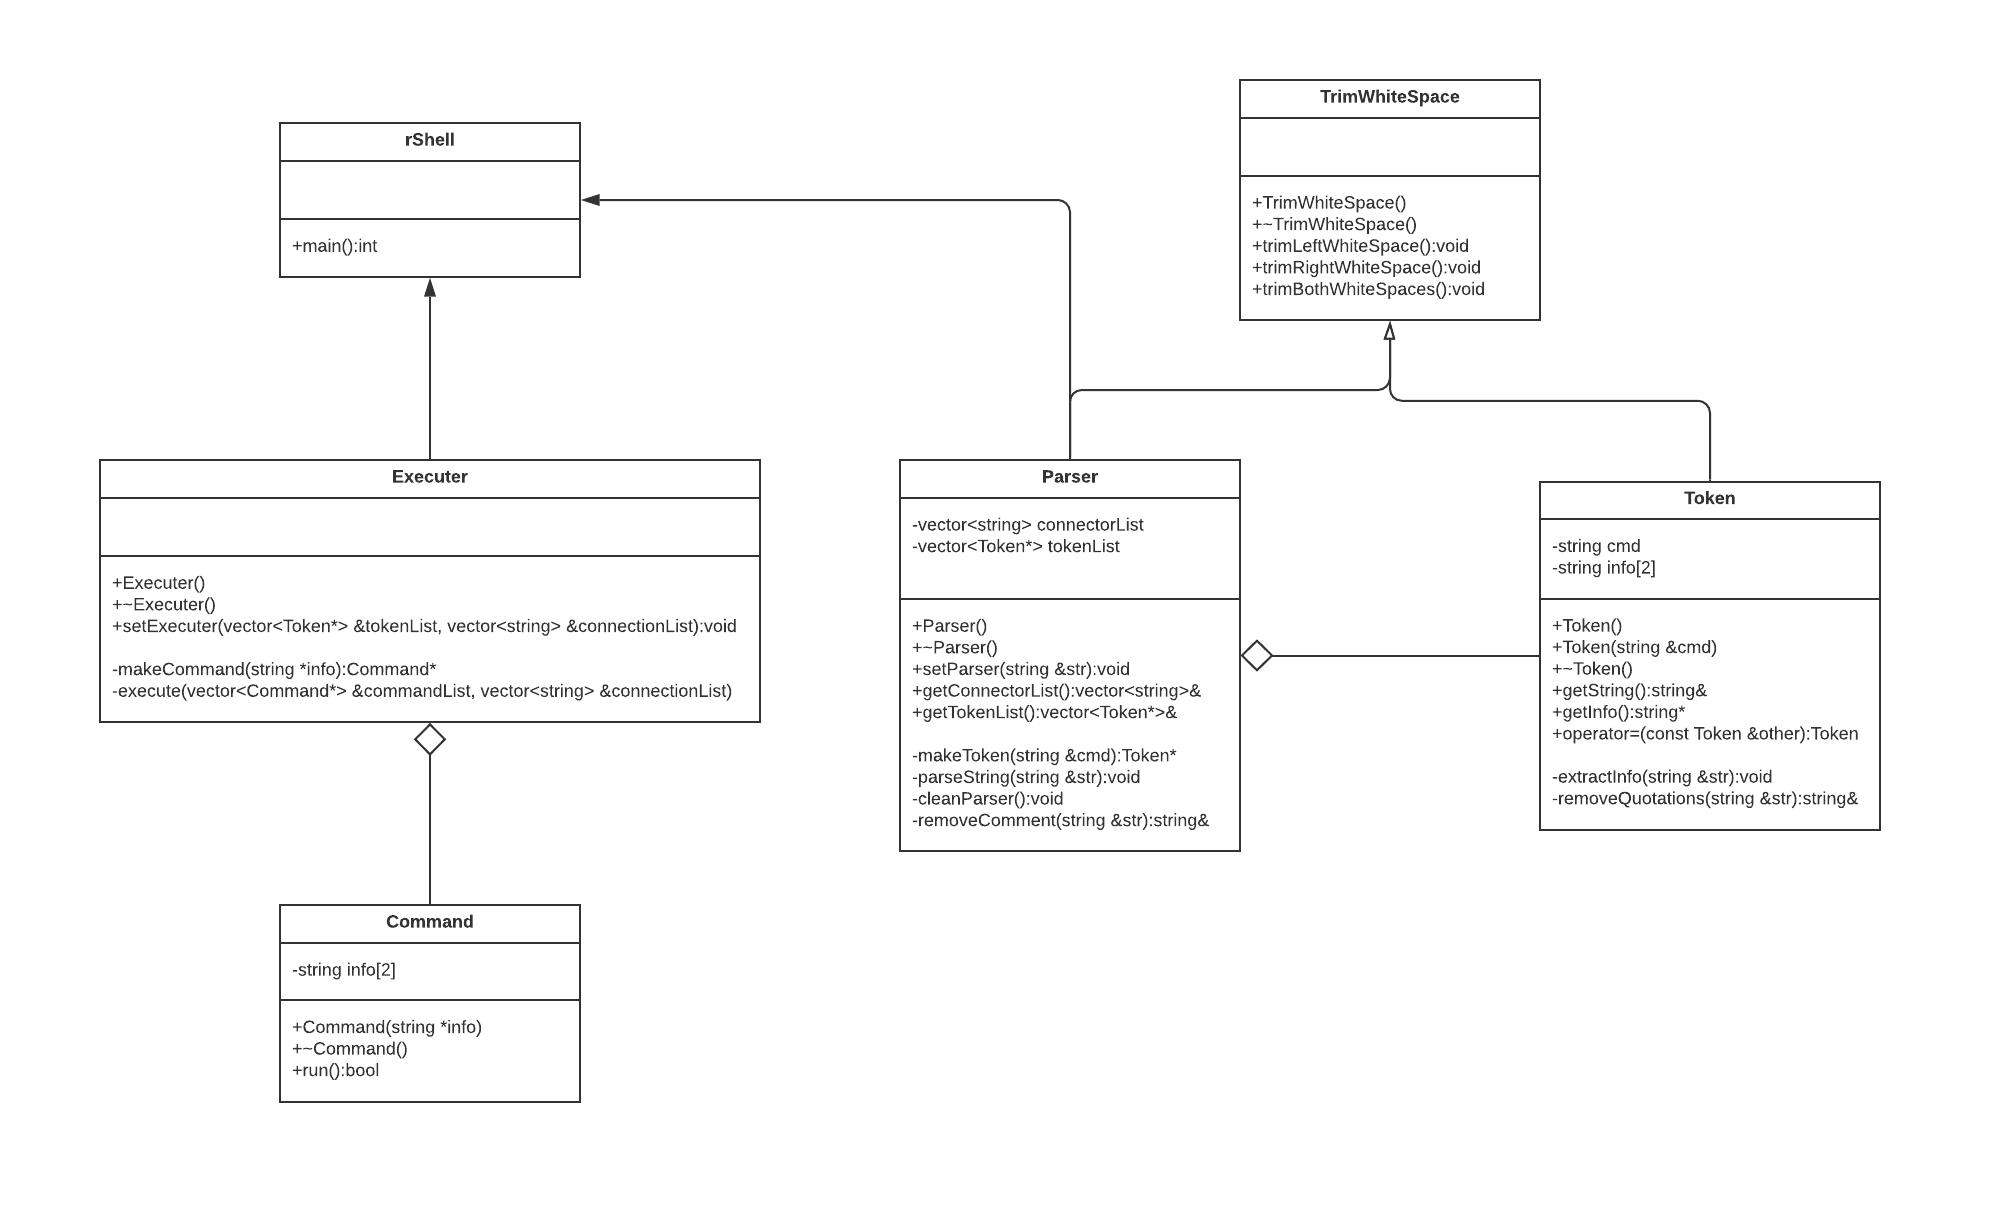 rShell
+main():int
TrimWhiteSpace
+TrimWhiteSpace()
+~TrimWhiteSpace()
+trimLeftWhiteSpace():void
+trimRightWhiteSpace():void
+trimBothWhiteSpaces():void
Executer
+Executer()
+~Executer()
+setExecuter(vector<Token*> &tokenList, vector<string> &connectionList):void
-makeCommand(string *info):Command*
-execute(vector<Command*> &commandList, vector<string> &connectionList)
Parser
-vector<string> connectorList
-vector<Token*> tokenList
+Parser()
+~Parser()
+setParser(string &str):void
+getConnectorList():vector<string>&
+getTokenList():vector<Token*>&
-makeToken(string &cmd):Token*
-parseString(string &str):void
-cleanParser():void
-removeComment(string &str):string&
Token
-string cmd
-string info[2]
+Token()
+Token(string &cmd)
+~Token()
+getString():string&
+getInfo():string*
+operator=(const Token &other):Token
-extractInfo(string &str):void
-removeQuotations(string &str):string&
Command
-string info[2]
+Command(string *info)
+~Command()
+run():bool